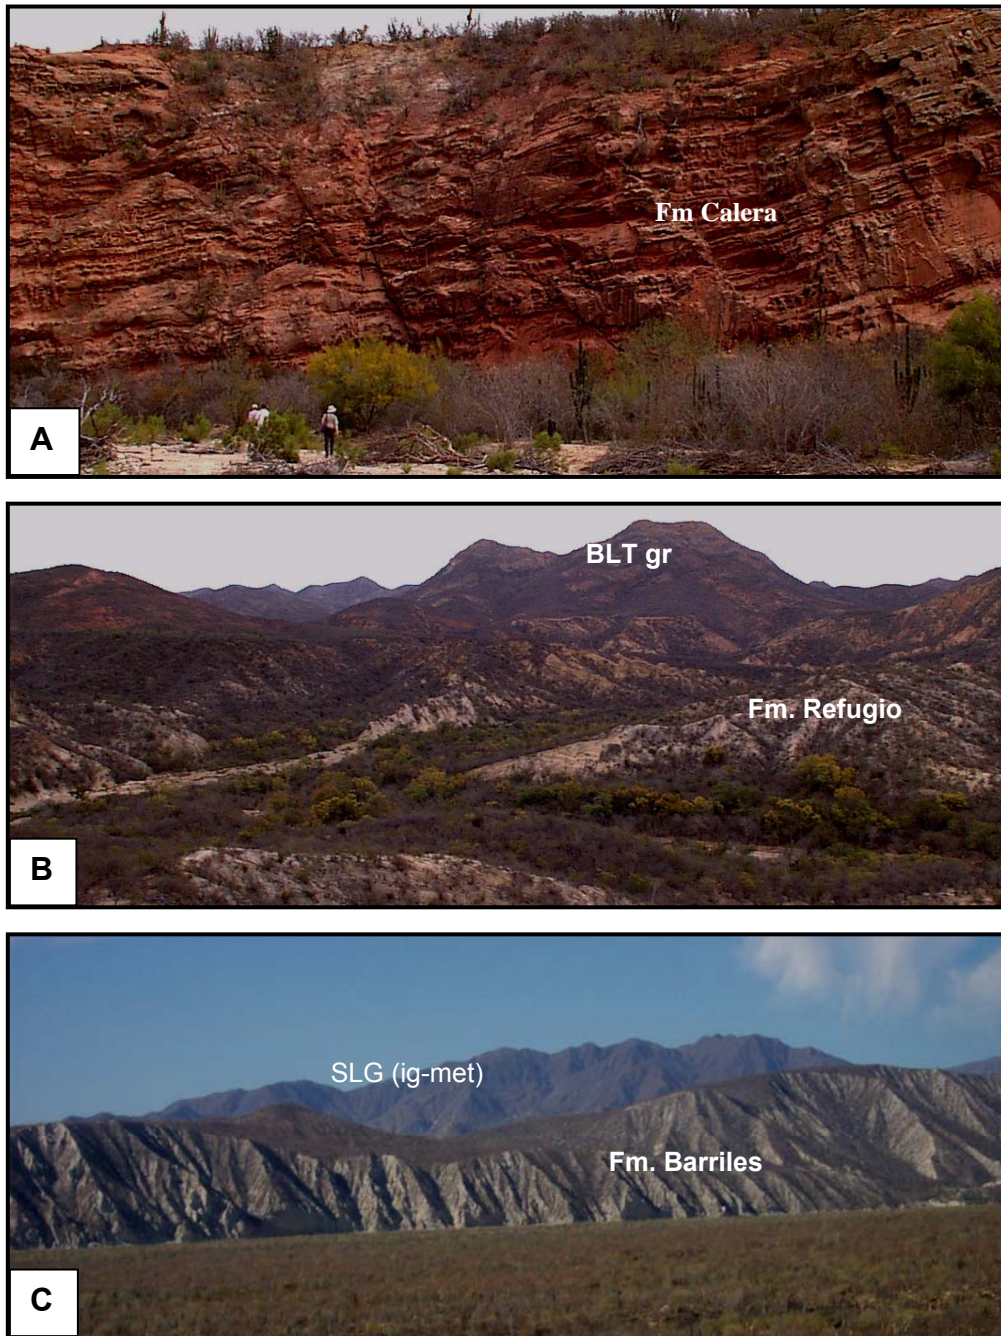 Fm Calera
A
BLT gr
Fm. Refugio
B
SLG (ig-met)
Fm. Barriles
C